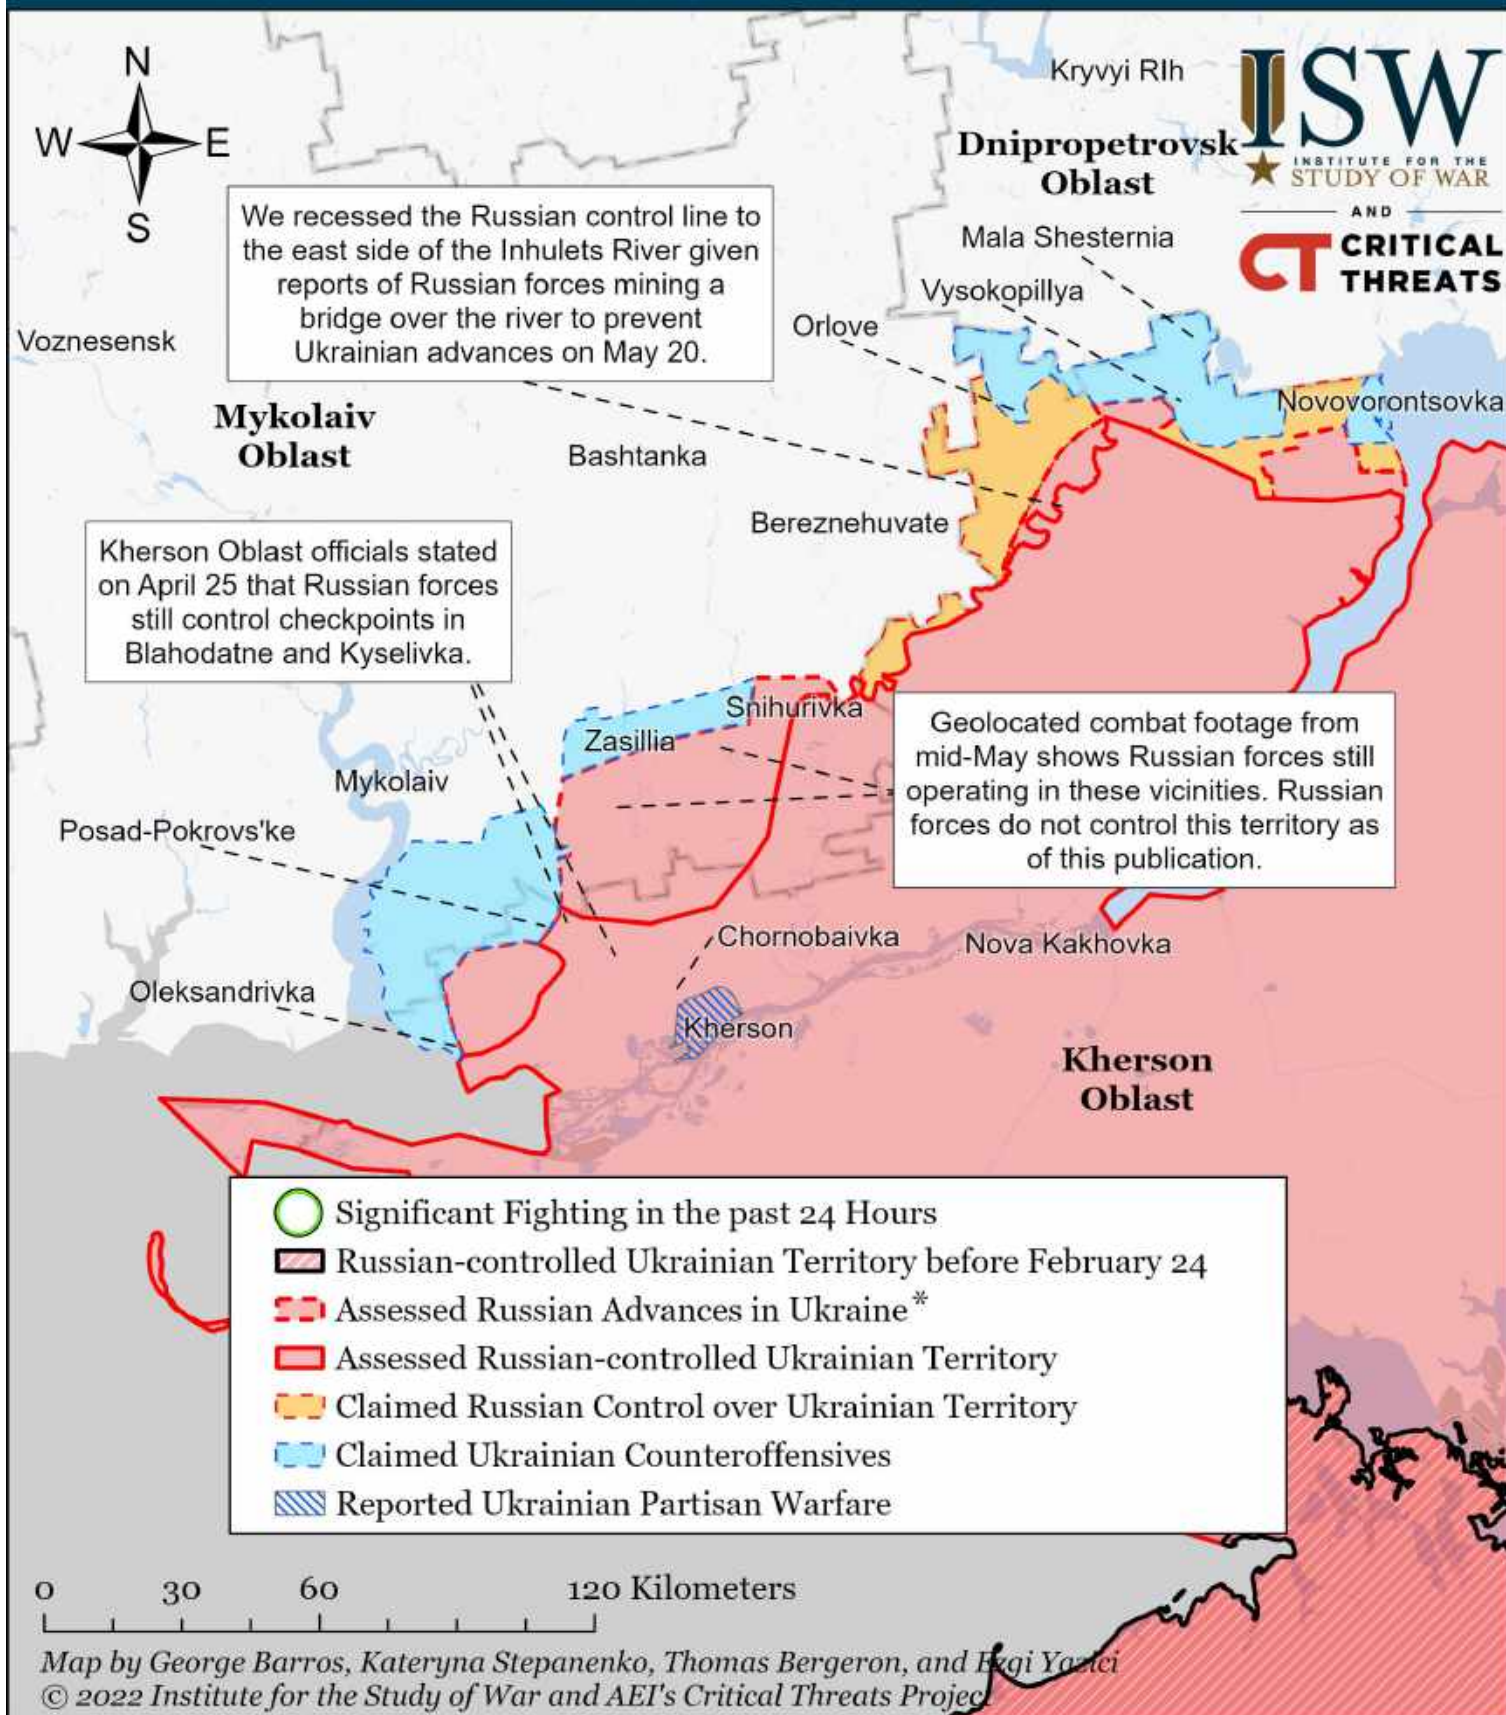 N
W
E
S
Kryvyi RIh
ISW
INSTITUTE FOR THE
STUDY OF WAR
AND
CT CRITICAL
THREATS
Dnipropetrovsk
Oblast
We recessed the Russian control line to
the east side of the Inhulets River given
reports of Russian forces mining a
bridge over the river to prevent
Ukrainian advances on May 20.
Mala Shesternia
Vysokopillya
Orlove
Voznesensk
Novovorontsovka
Mykolaiv
Oblast
Bashtanka
Bereznehuvate
Kherson Oblast officials stated
on April 25 that Russian forces
still control checkpoints in
Blahodatne and Kyselivka.
Snihurivka
Zasillia
Geolocated combat footage from
mid-May shows Russian forces still
operating in these vicinities. Russian
forces do not control this territory as
of this publication.
Mykolaiv
Posad-Pokrovs'ke
Chornobaivka
Nova Kakhovka
Oleksandrivka
Kherson
Kherson
Oblast
Significant Fighting in the past 24 Hours
Russian-controlled Ukrainian Territory before February 24
Assessed Russian Advances in Ukraine*
Assessed Russian-controlled Ukrainian Territory
Claimed Russian Control over Ukrainian Territory
Claimed Ukrainian Counteroffensives
Reported Ukrainian Partisan Warfare
0 30 60 120 Kilometers
Map by George Barros, Kateryna Stepanenko, Thomas Bergeron, and Ezgi Yazici
© 2022 Institute for the Study of War and AEI's Critical Threats Project